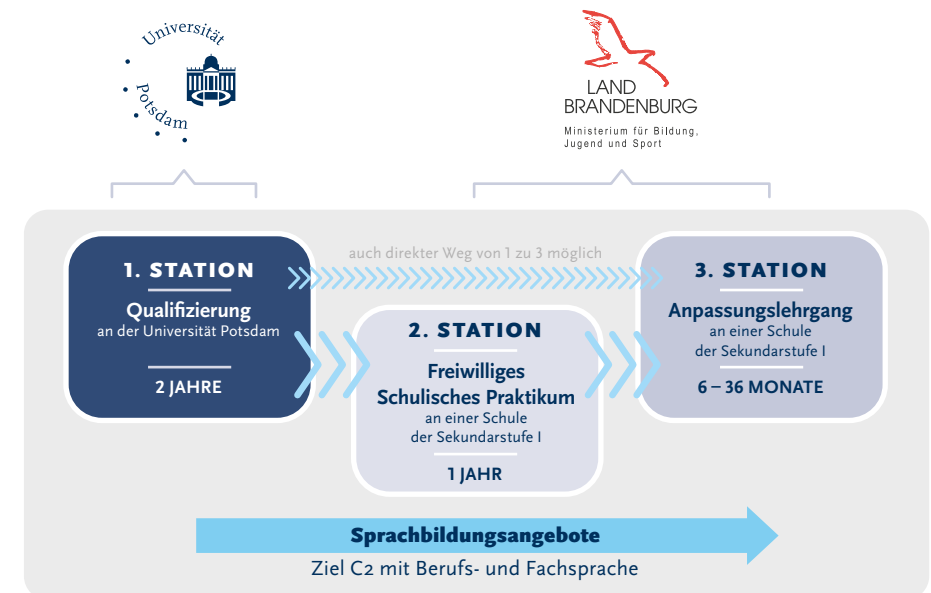 Universität
Potsdam
LAND
BRANDENBURG
Ministerium für Bildung,
Jugend und Sport
auch direkter Weg von 1 zu 3 möglich
1. STATION
Qualifizierung
an der Universität Potsdam
2 JAHRE
2. STATION
Freiwilliges
Schulisches Praktikum
an einer Schule
der Sekundarstufe I
1 JAHR
3. STATION
Anpassungslehrgang
an einer Schule
der Sekundarstufe I
6 – 36 MONATE
Sprachbildungsangebote
Ziel C2 mit Berufs- und Fachsprache